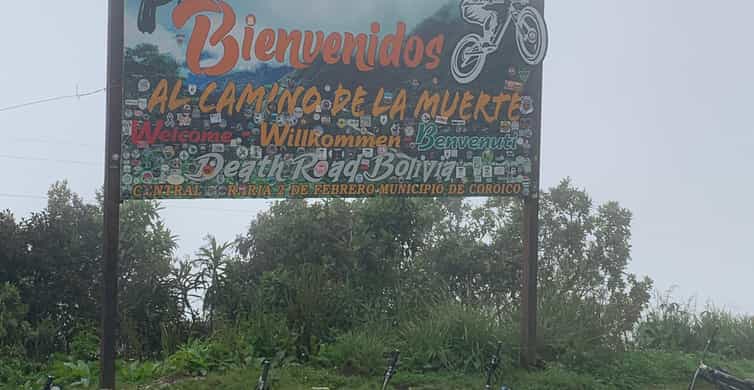 Bienvenidos
AL CAMINO DE LA MUERTE
Welcome - Willkommen Benvenuti
Death Road Bolivia
CENTRAL RARIA 2 DE FEBRERO-MUNICIPIO DE COROICO